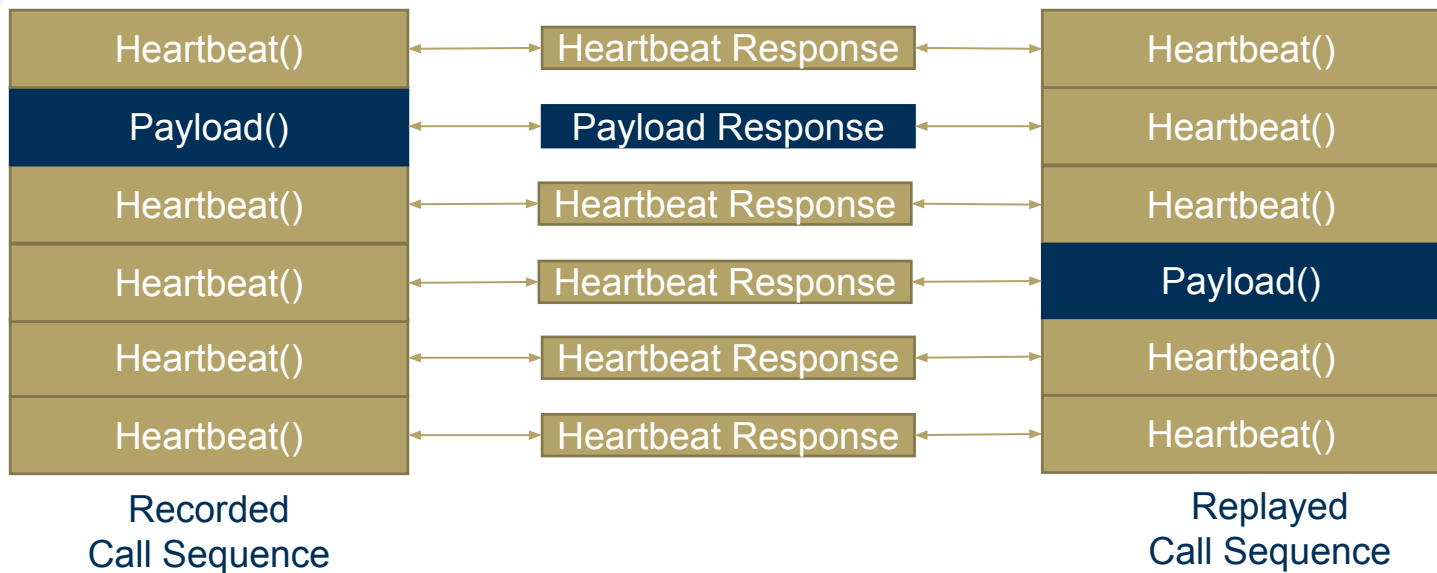 Heartbeat()
Heartbeat Response
Heartbeat()
Payload()
Payload Response
Heartbeat()
Heartbeat()
Heartbeat Response
Heartbeat()
Heartbeat()
Heartbeat Response
Payload()
Heartbeat()
Heartbeat Response
Heartbeat()
Heartbeat()
Heartbeat Response
Heartbeat()
Recorded
Call Sequence
Replayed
Call Sequence